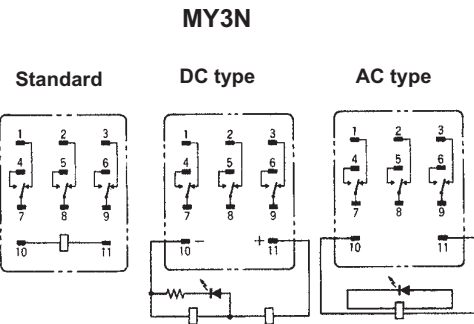 MY3N
Standard DC type AC type
1 2 3 1 2 3 1 2 3
4 5 6 4 5 6 4 5 6
7 8 9 7 8 9 7 8 9
10 11 10 − + 11 10 11